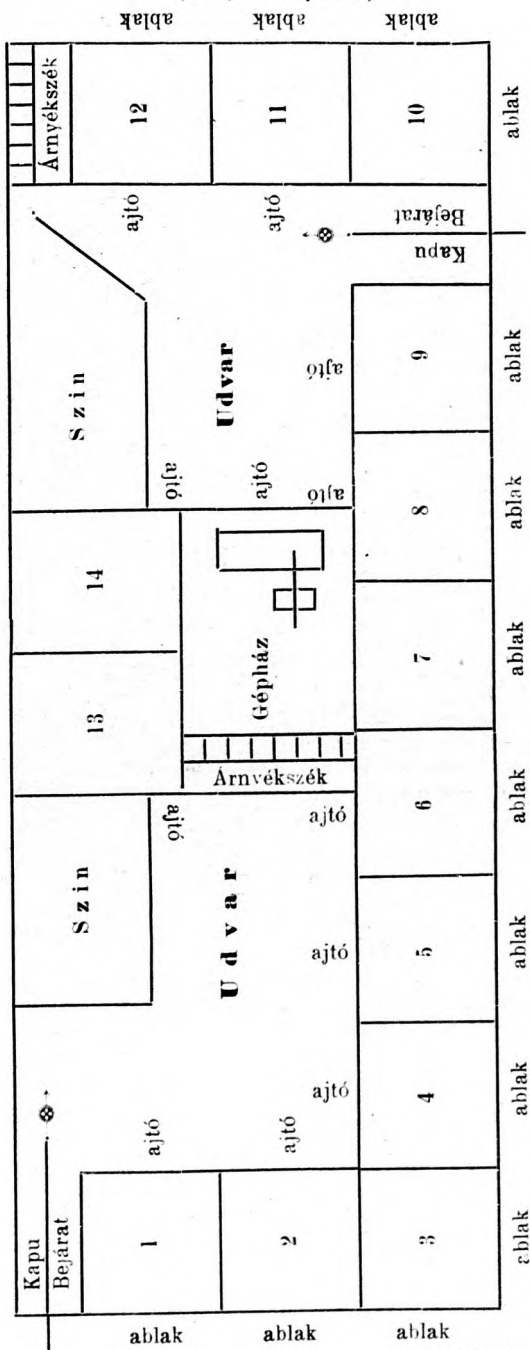 Kapu
Bejárat
Szin
13
14
Szin
Árnyékszék
ablak
1
ajtó
ajtó
ajtó
ajtó
12
ablak
Udvar
Gépház
ajtó
Udvar
ablak
2
ajtó
Árnyékszék
ajtó
11
ablak
ajtó
ajtó
ajtó
ajtó
ajtó
ablak
3
4
5
6
7
8
9
Kapu
Bejárat
10
ablak
ablak
ablak
ablak
ablak
ablak
ablak
ablak
ablak